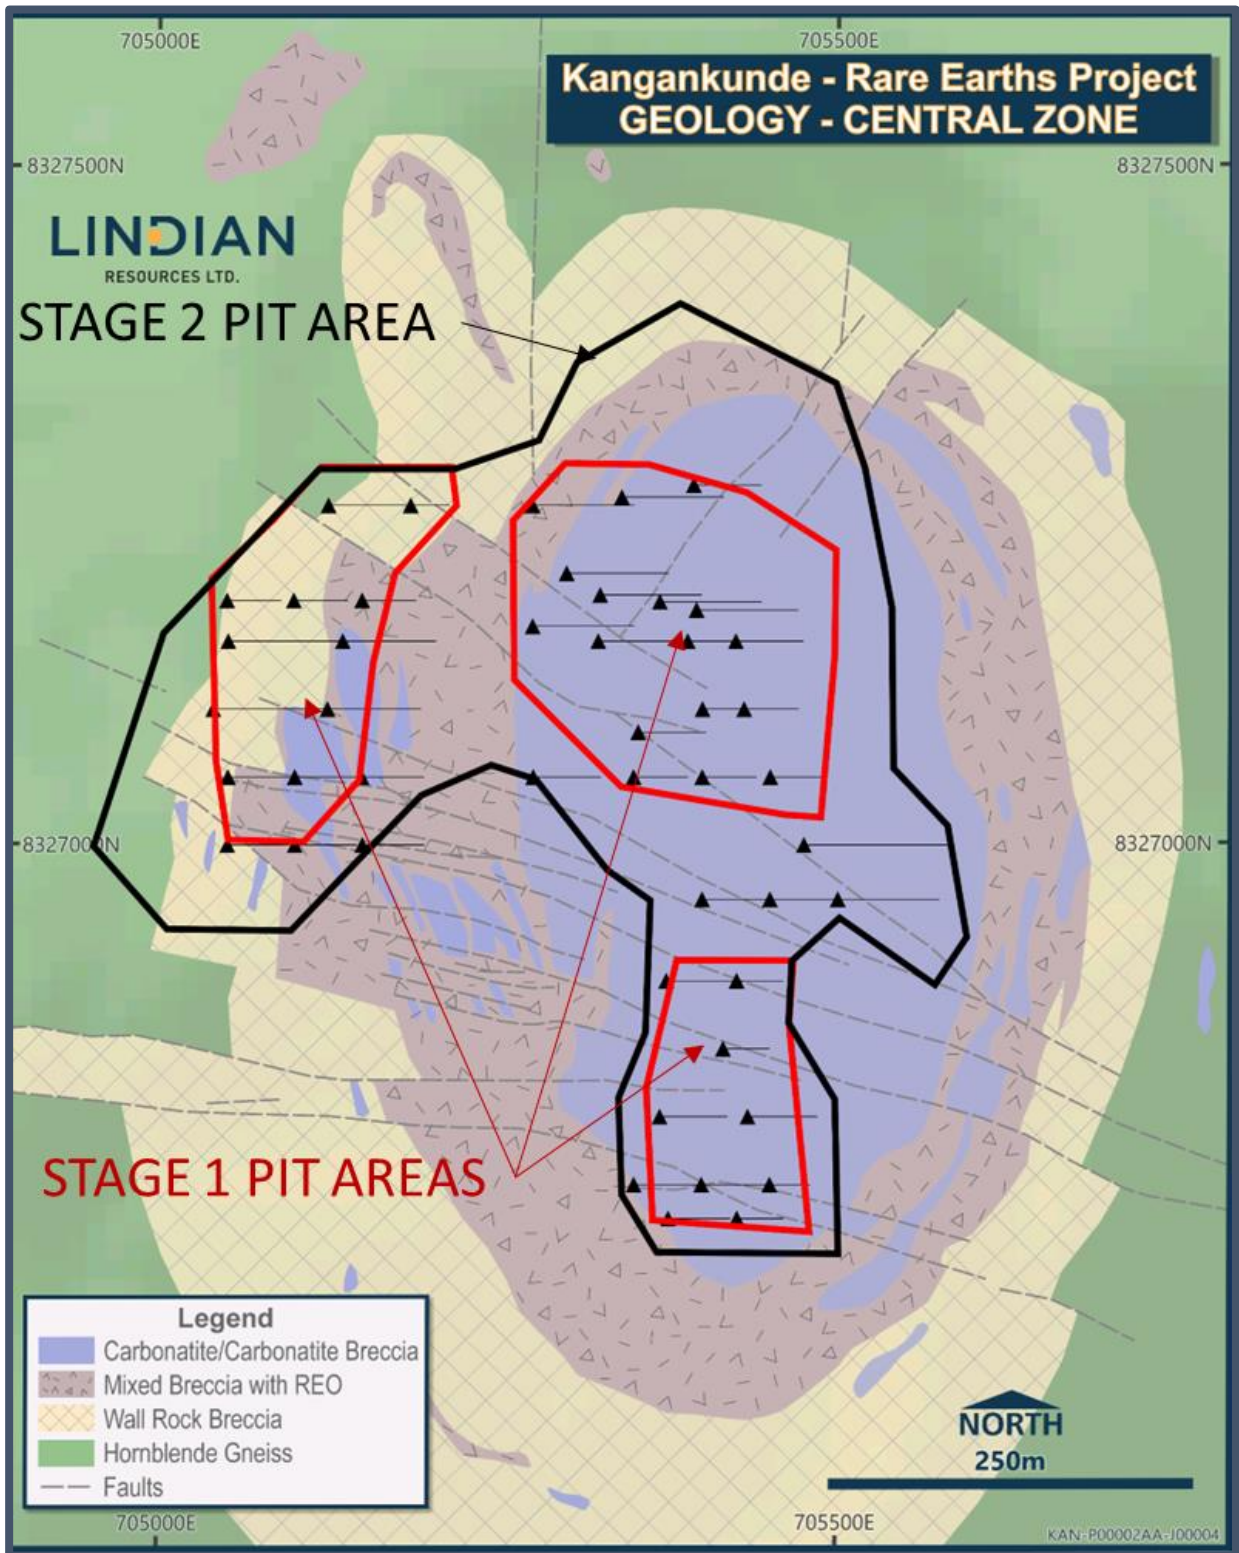 705000E
705500E
Kangankunde - Rare Earths Project
GEOLOGY - CENTRAL ZONE
8327500N
8327500N
LINDIAN
RESOURCES LTD.
STAGE 2 PIT AREA
8327000N
8327000N
STAGE 1 PIT AREAS
Legend
Carbonatite/Carbonatite Breccia
Mixed Breccia with REO
Wall Rock Breccia
Hornblende Gneiss
Faults
NORTH
250m
705000E
705500E
KAN-P00002AA-J00004